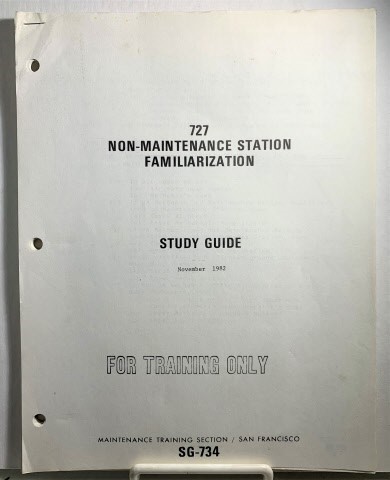 727
NON-MAINTENANCE STATION
FAMILIARIZATION
STUDY GUIDE
November 1982
FOR TRAINING ONLY
MAINTENANCE TRAINING SECTION / SAN FRANCISCO
SG-734